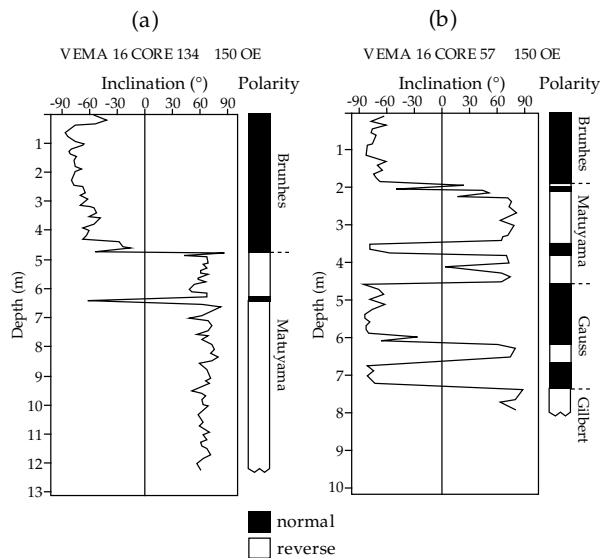 (a)
VEMA 16 CORE 134 150 OE
Inclination (°) Polarity
-90 -60 -30 0 30 60 90
1
2
3
4
5
6
7
8
9
10
11
12
13
Depth (m)
Brunhes
Matuyama
(b)
VEMA 16 CORE 57 150 OE
Inclination (°) Polarity
-90 -60 -30 0 30 60 90
1
2
3
4
5
6
7
8
9
10
Depth (m)
Brunhes
Matuyama
Gauss
Gilbert
normal
reverse